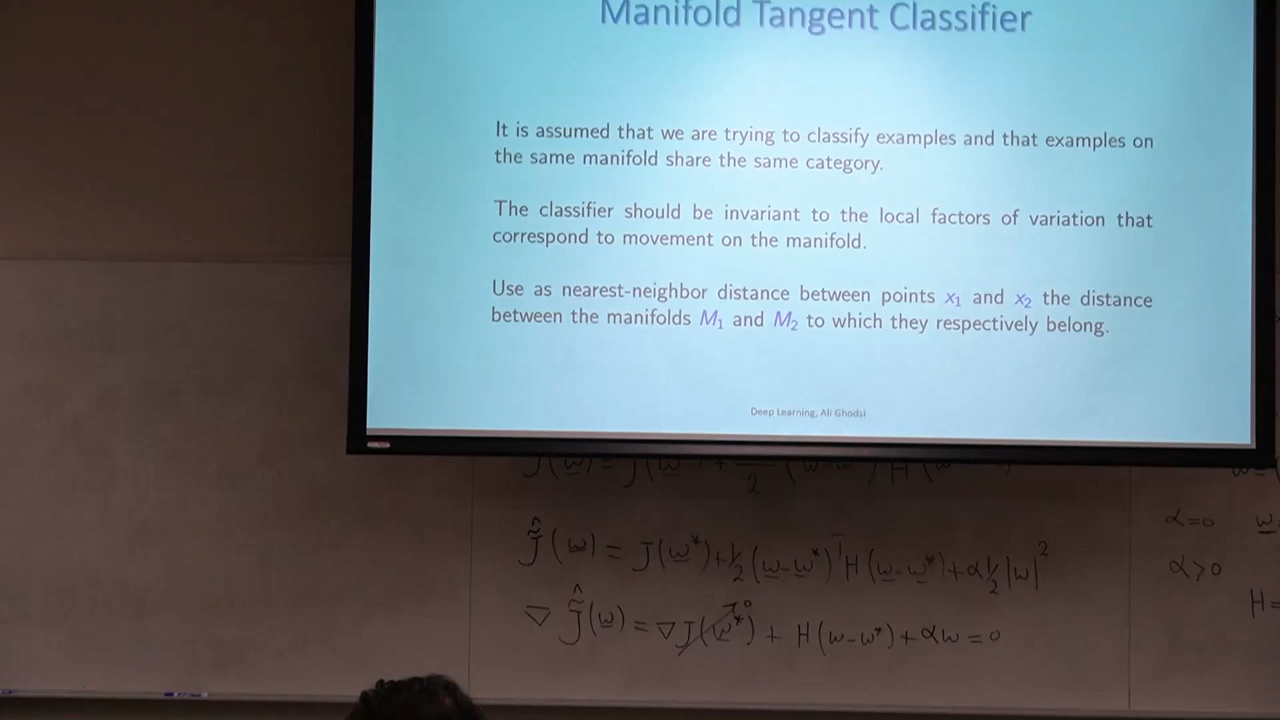 Manifold Tangent Classifier
It is assumed that we are trying to classify examples and that examples on
the same manifold share the same category.
The classifier should be invariant to the local factors of variation that
correspond to movement on the manifold.
Use as nearest-neighbor distance between points x₁ and x₂ the distance
between the manifolds M₁ and M₂ to which they respectively belong.
Deep Learning, Ali Ghodsi
J̃̂(w) = J(w*) + ½(w-w*)ᵀH(w-w*) + α½|w|²
∇J̃̂(w) = ∇J(w*)→0 + H(w-w*) + αw = 0
α=0 w
α>0
H=